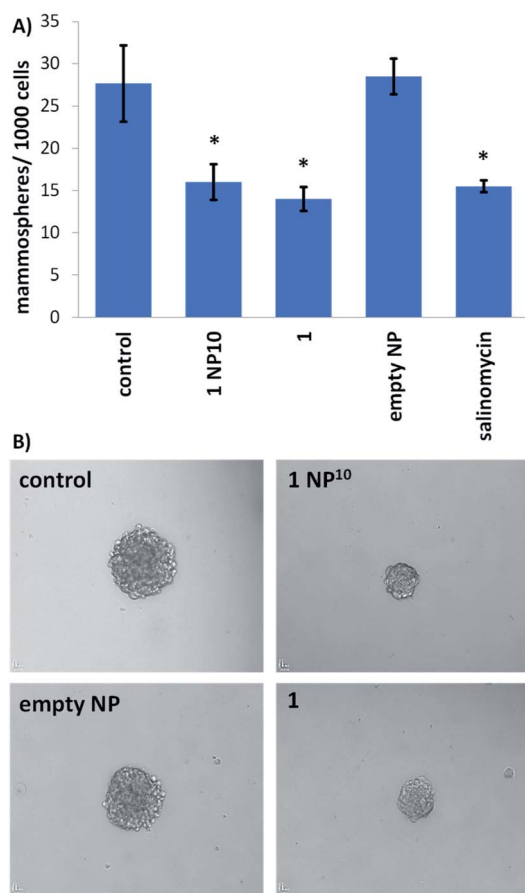 A)
mammospheres/ 1000 cells
35
30
25
20
15
10
5
0
*
*
*
control
1 NP10
1
empty NP
salinomycin
B)
control
1 NP¹⁰
empty NP
1